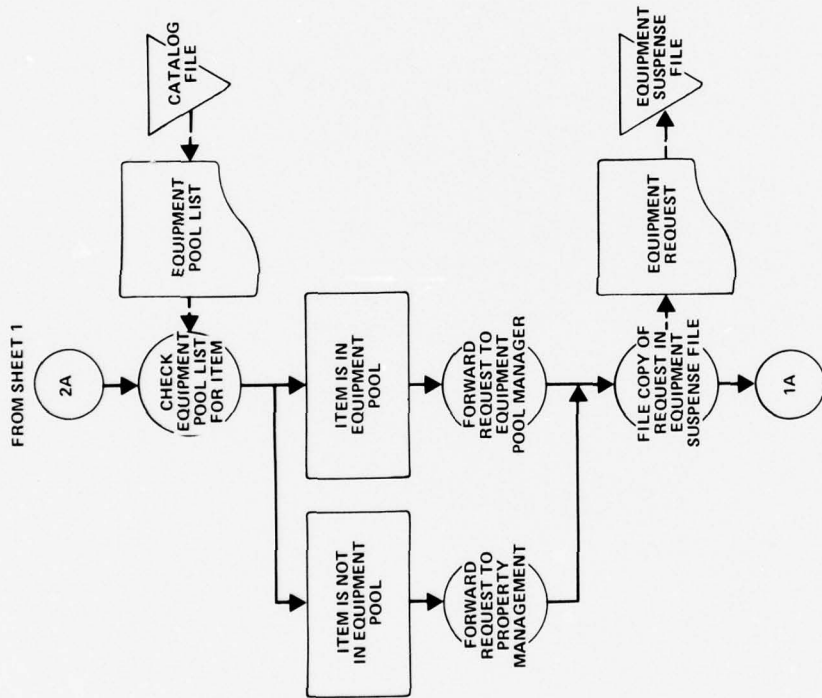 FROM SHEET 1
2A
CHECK
EQUIPMENT
POOL LIST
FOR ITEM
EQUIPMENT
POOL LIST
CATALOG
FILE
ITEM IS NOT
IN EQUIPMENT
POOL
ITEM IS IN
EQUIPMENT
POOL
FORWARD
REQUEST TO
PROPERTY
MANAGEMENT
FORWARD
REQUEST TO
EQUIPMENT
POOL MANAGER
FILE COPY OF
REQUEST IN
EQUIPMENT
SUSPENSE FILE
EQUIPMENT
REQUEST
EQUIPMENT
SUSPENSE
FILE
1A